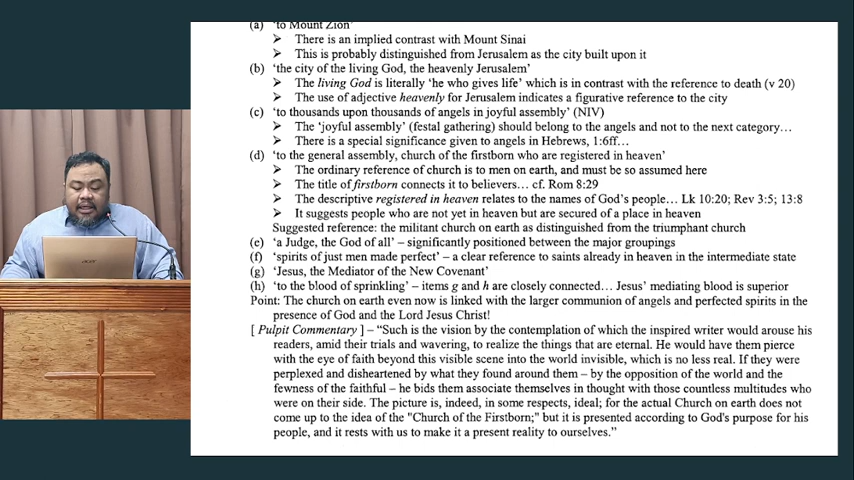 (a) 'to Mount Zion'
➢ There is an implied contrast with Mount Sinai
➢ This is probably distinguished from Jerusalem as the city built upon it
(b) 'the city of the living God, the heavenly Jerusalem'
➢ The living God is literally 'he who gives life' which is in contrast with the reference to death (v 20)
➢ The use of adjective heavenly for Jerusalem indicates a figurative reference to the city
(c) 'to thousands upon thousands of angels in joyful assembly' (NIV)
➢ The 'joyful assembly' (festal gathering) should belong to the angels and not to the next category…
➢ There is a special significance given to angels in Hebrews, 1:6ff…
(d) 'to the general assembly, church of the firstborn who are registered in heaven'
➢ The ordinary reference of church is to men on earth, and must be so assumed here
➢ The title of firstborn connects it to believers… cf. Rom 8:29
➢ The descriptive registered in heaven relates to the names of God's people… Lk 10:20; Rev 3:5; 13:8
➢ It suggests people who are not yet in heaven but are secured of a place in heaven
Suggested reference: the militant church on earth as distinguished from the triumphant church
(e) 'a Judge, the God of all' – significantly positioned between the major groupings
(f) 'spirits of just men made perfect' – a clear reference to saints already in heaven in the intermediate state
(g) 'Jesus, the Mediator of the New Covenant'
(h) 'to the blood of sprinkling' – items g and h are closely connected… Jesus' mediating blood is superior
Point: The church on earth even now is linked with the larger communion of angels and perfected spirits in the
presence of God and the Lord Jesus Christ!
[ Pulpit Commentary ] – "Such is the vision by the contemplation of which the inspired writer would arouse his
readers, amid their trials and wavering, to realize the things that are eternal. He would have them pierce
with the eye of faith beyond this visible scene into the world invisible, which is no less real. If they were
perplexed and disheartened by what they found around them – by the opposition of the world and the
fewness of the faithful – he bids them associate themselves in thought with those countless multitudes who
were on their side. The picture is, indeed, in some respects, ideal; for the actual Church on earth does not
come up to the idea of the "Church of the Firstborn;" but it is presented according to God's purpose for his
people, and it rests with us to make it a present reality to ourselves."
acer